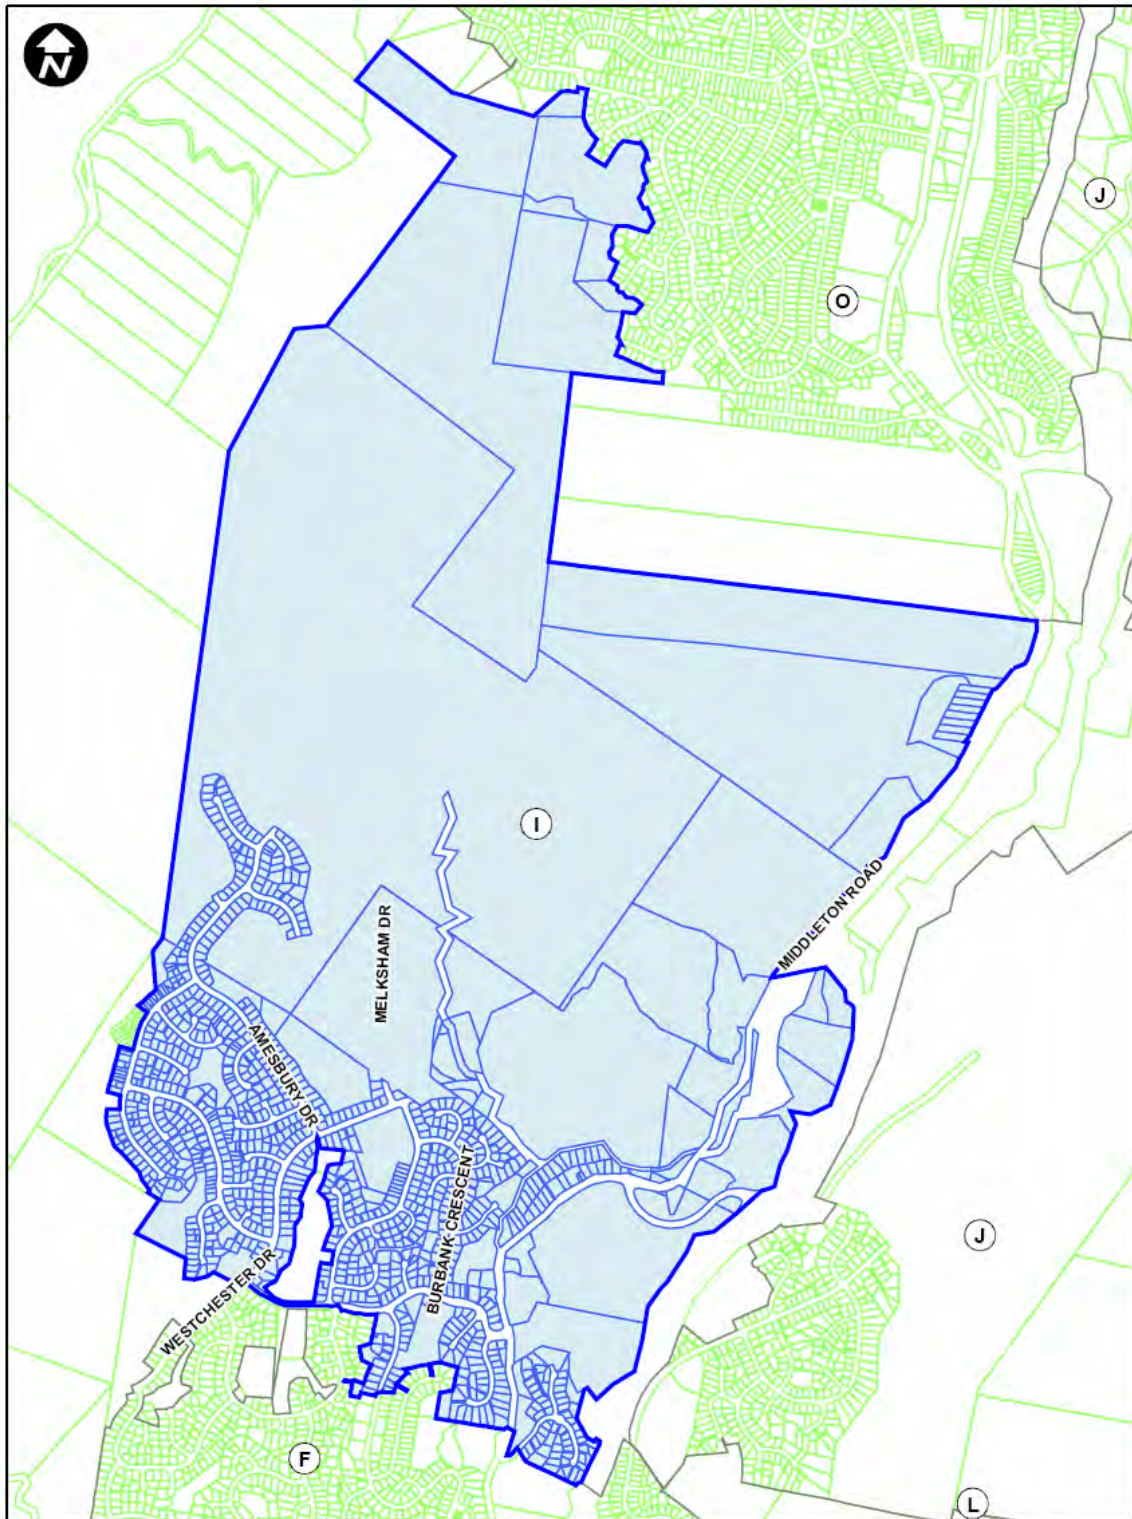 N
J
O
I
MIDDLETON ROAD
MELKSHAM DR
AMESBURY DR
BURBANK CRESCENT
J
WESTCHESTER DR
F
L